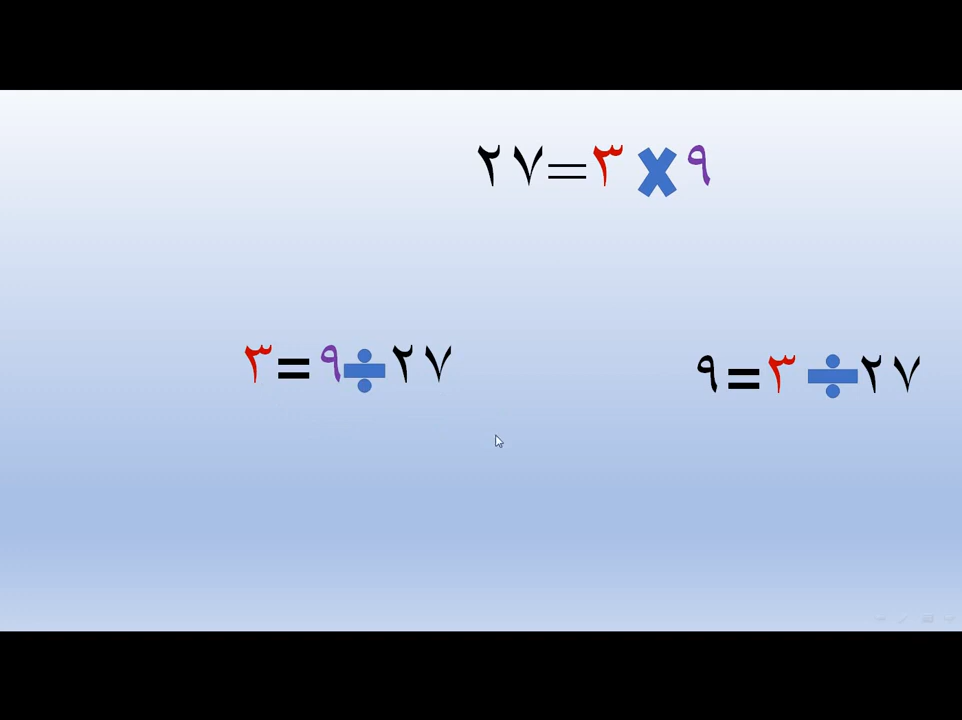 ٩ × ٣ = ٢٧
٢٧ ÷ ٣ = ٩
٢٧ ÷ ٩ = ٣